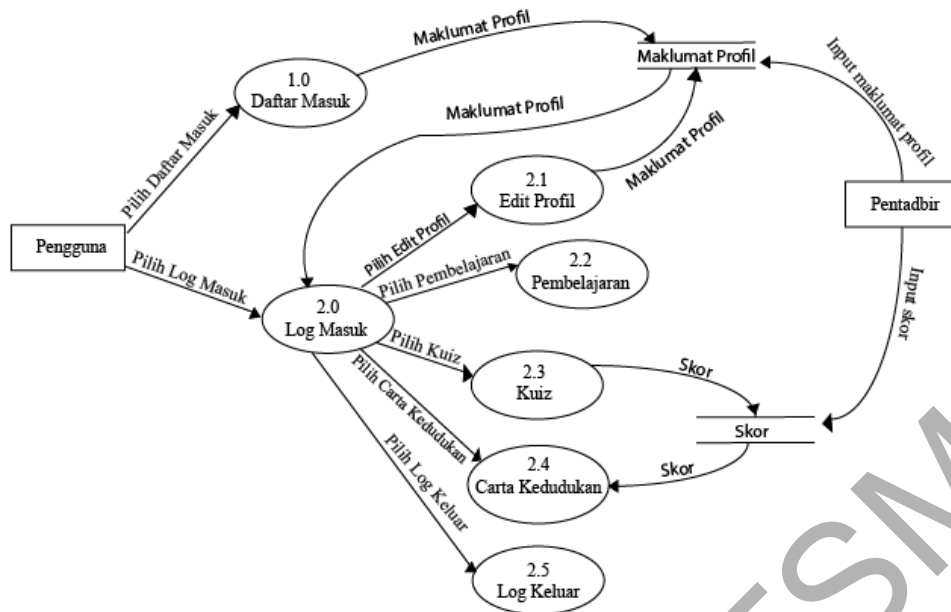 Maklumat Profil
1.0
Daftar Masuk
Maklumat Profil
Maklumat Profil
Input maklumat profil
Pilih Daftar Masuk
2.1
Edit Profil
Maklumat Profil
Pentadbir
Pengguna
Pilih Log Masuk
Pilih Edit Profil
Pilih Pembelajaran
2.2
Pembelajaran
2.0
Log Masuk
Input skor
Pilih Kuiz
2.3
Kuiz
Skor
Pilih Carta Kedudukan
Skor
Pilih Log Keluar
2.4
Carta Kedudukan
Skor
2.5
Log Keluar
FTSM